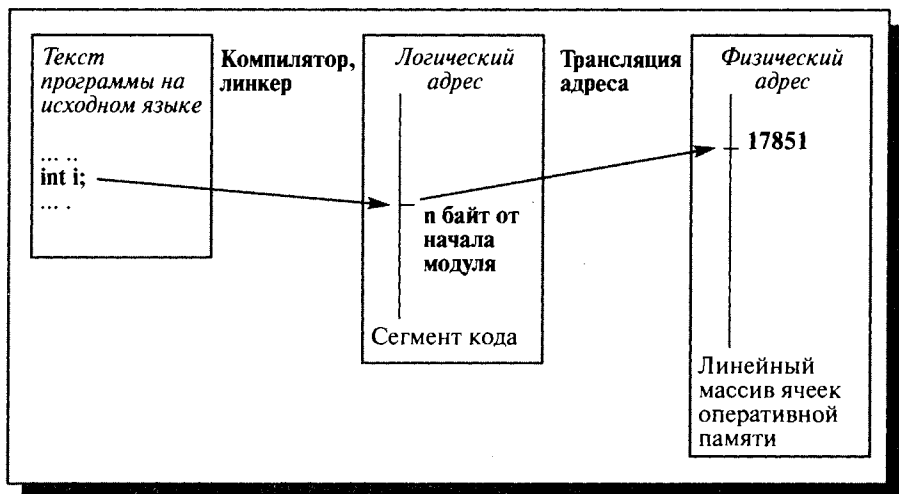 Текст
программы на
исходном языке
... ..
int i;
... .
Компилятор,
линкер
Логический
адрес
n байт от
начала
модуля
Сегмент кода
Трансляция
адреса
Физический
адрес
17851
Линейный
массив ячеек
оперативной
памяти